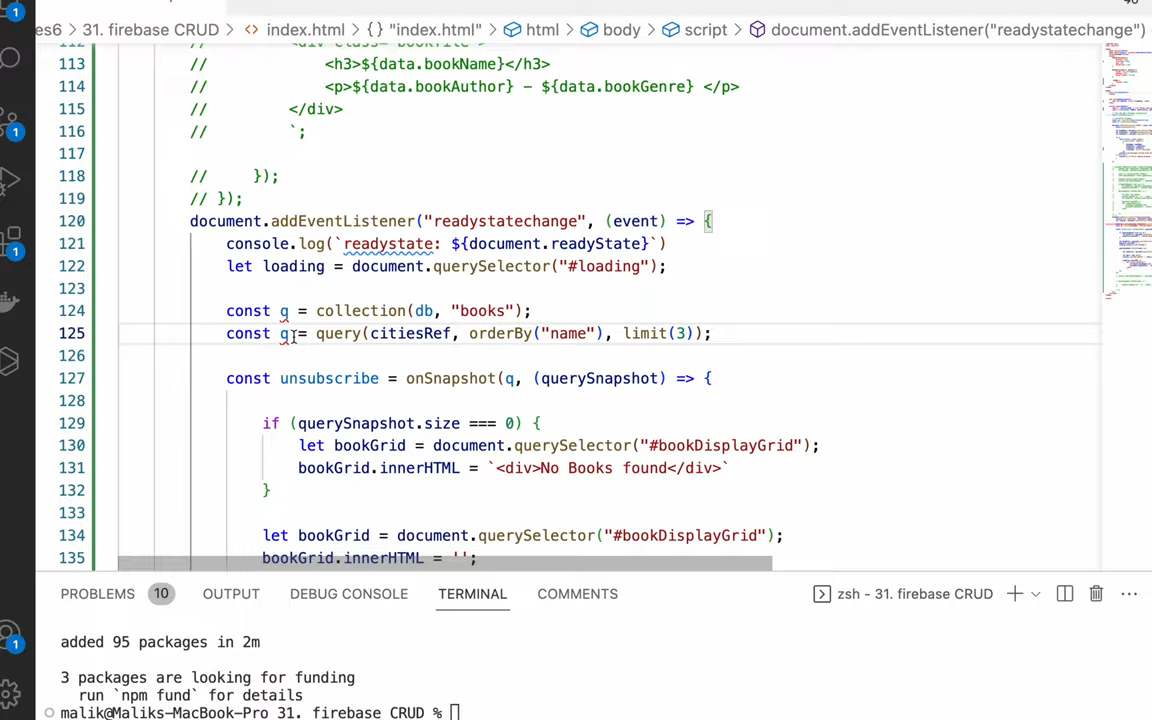 es6 > 31. firebase CRUD > index.html > {} "index.html" > html > body > script > document.addEventListener("readystatechange")
113 // <h3>${data.bookName}</h3>
114 // <p>${data.bookAuthor} - ${data.bookGenre} </p>
115 // </div>
116 // `;
117
118 // });
119 // });
120 document.addEventListener("readystatechange", (event) => {
121 console.log(`readystate: ${document.readyState}`)
122 let loading = document.querySelector("#loading");
123
124 const q = collection(db, "books");
125 const q= query(citiesRef, orderBy("name"), limit(3));
126
127 const unsubscribe = onSnapshot(q, (querySnapshot) => {
128
129 if (querySnapshot.size === 0) {
130 let bookGrid = document.querySelector("#bookDisplayGrid");
131 bookGrid.innerHTML = `<div>No Books found</div>`
132 }
133
134 let bookGrid = document.querySelector("#bookDisplayGrid");
135 bookGrid.innerHTML = '';
1
1
1
1
PROBLEMS 10 OUTPUT DEBUG CONSOLE TERMINAL COMMENTS zsh - 31. firebase CRUD
added 95 packages in 2m
3 packages are looking for funding
run `npm fund` for details
malik@Maliks-MacBook-Pro 31. firebase CRUD %